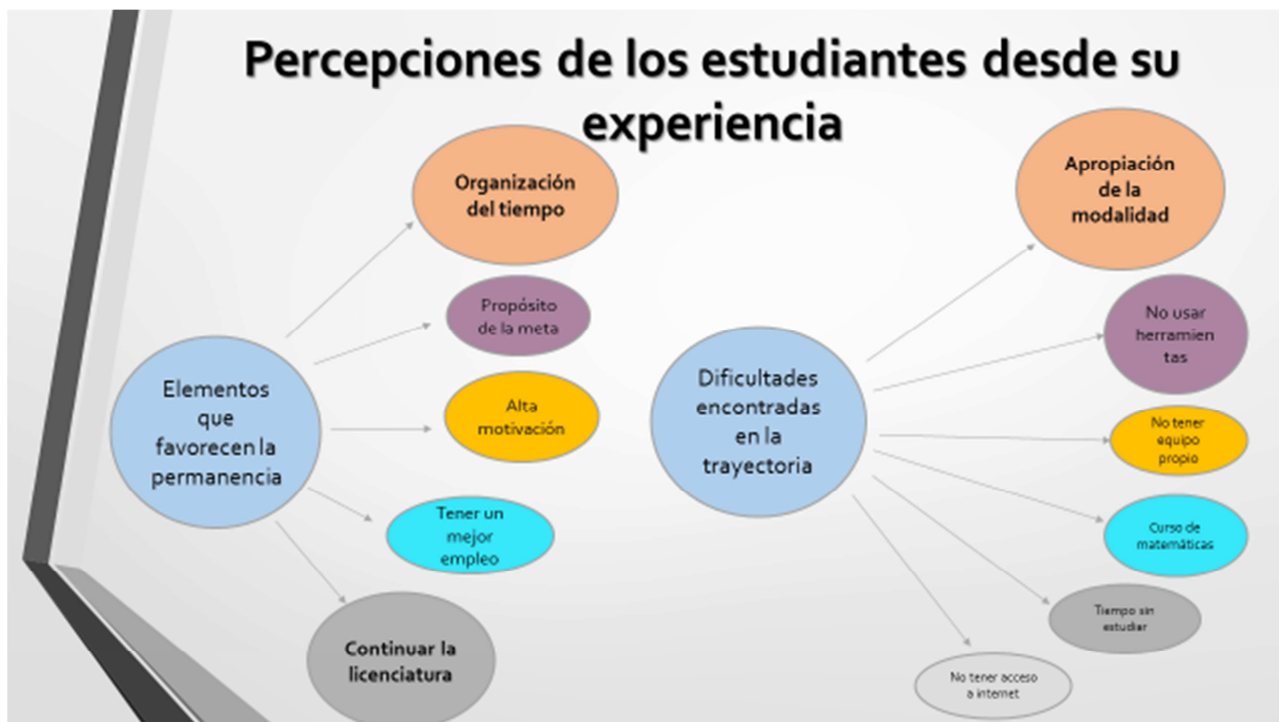 Percepciones de los estudiantes desde su
experiencia
Elementos
que
favorecen la
permanencia
Organización
del tiempo
Propósito
de la meta
Alta
motivación
Tener un
mejor
empleo
Continuar la
licenciatura
Dificultades
encontradas
en la
trayectoria
Apropiación
de la
modalidad
No usar
herramien
tas
No tener
equipo
propio
Curso de
matemáticas
Tiempo sin
estudiar
No tener acceso
a internet